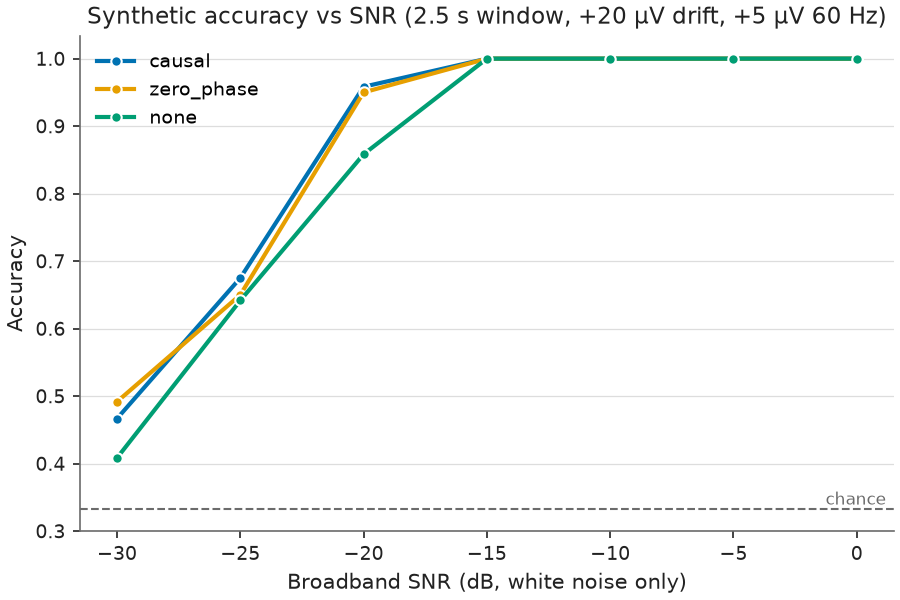 Synthetic accuracy vs SNR (2.5 s window, +20 µV drift, +5 µV 60 Hz)
causal
zero_phase
none
Accuracy
1.0
0.9
0.8
0.7
0.6
0.5
0.4
0.3
chance
−30 −25 −20 −15 −10 −5 0
Broadband SNR (dB, white noise only)